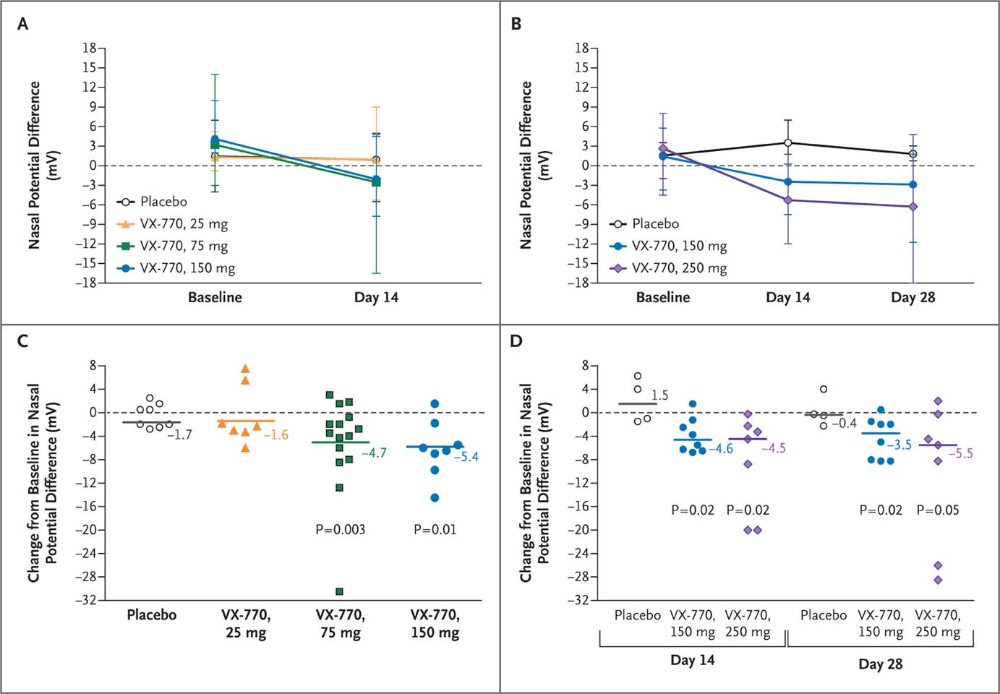 A
Nasal Potential Difference
(mV)
18
15
12
9
6
3
0
−3
−6
−9
−12
−15
−18
Placebo
VX-770, 25 mg
VX-770, 75 mg
VX-770, 150 mg
Baseline
Day 14
B
Nasal Potential Difference
(mV)
18
15
12
9
6
3
0
−3
−6
−9
−12
−15
−18
Placebo
VX-770, 150 mg
VX-770, 250 mg
Baseline
Day 14
Day 28
C
Change from Baseline in Nasal
Potential Difference (mV)
8
4
0
−4
−8
−12
−16
−20
−24
−28
−32
−1.7
−1.6
−4.7
−5.4
P=0.003
P=0.01
Placebo
VX-770,
25 mg
VX-770,
75 mg
VX-770,
150 mg
D
Change from Baseline in Nasal
Potential Difference (mV)
8
4
0
−4
−8
−12
−16
−20
−24
−28
−32
1.5
−4.6
−4.5
−0.4
−3.5
−5.5
P=0.02
P=0.02
P=0.02
P=0.05
Placebo
VX-770,
150 mg
VX-770,
250 mg
Placebo
VX-770,
150 mg
VX-770,
250 mg
Day 14
Day 28